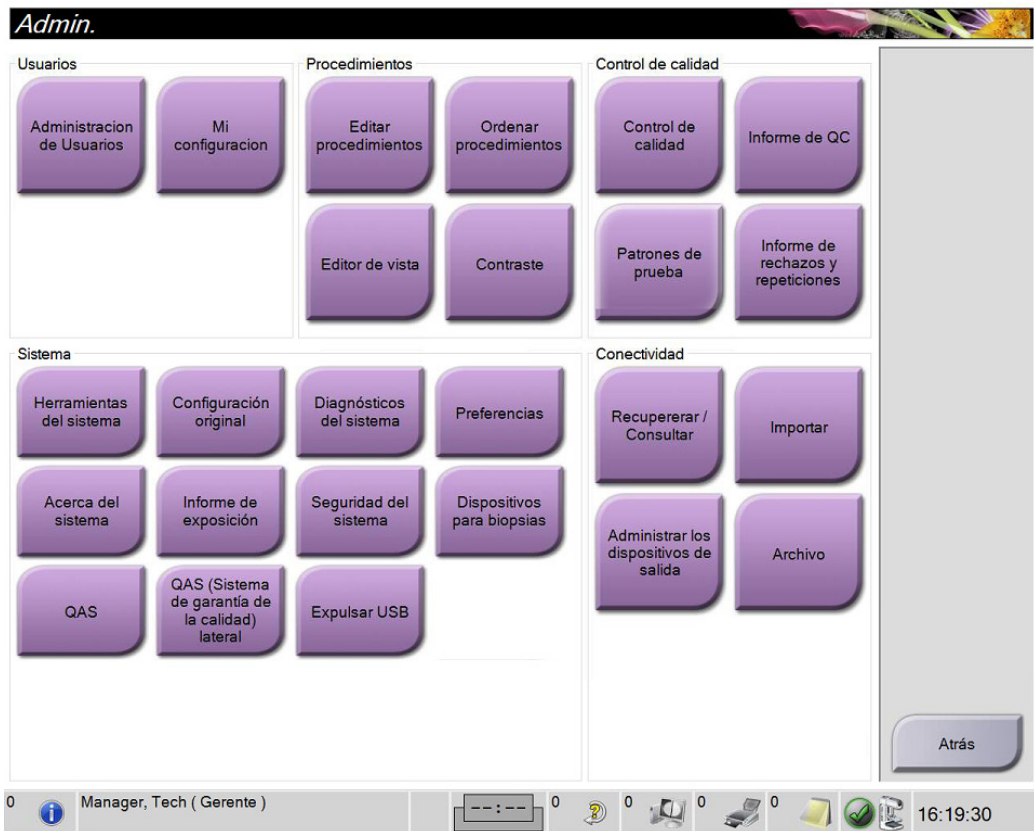 Admin.
Usuarios
Administracion
de Usuarios
Mi
configuracion
Procedimientos
Editar
procedimientos
Ordenar
procedimientos
Editor de vista
Contraste
Control de calidad
Control de
calidad
Informe de QC
Patrones de
prueba
Informe de
rechazos y
repeticiones
Sistema
Herramientas
del sistema
Configuración
original
Diagnósticos
del sistema
Preferencias
Acerca del
sistema
Informe de
exposición
Seguridad del
sistema
Dispositivos
para biopsias
QAS
QAS (Sistema
de garantía de
la calidad)
lateral
Expulsar USB
Conectividad
Recupererar /
Consultar
Importar
Administrar los
dispositivos de
salida
Archivo
Atrás
0
Manager, Tech ( Gerente )
--:--
0
0
0
0
16:19:30